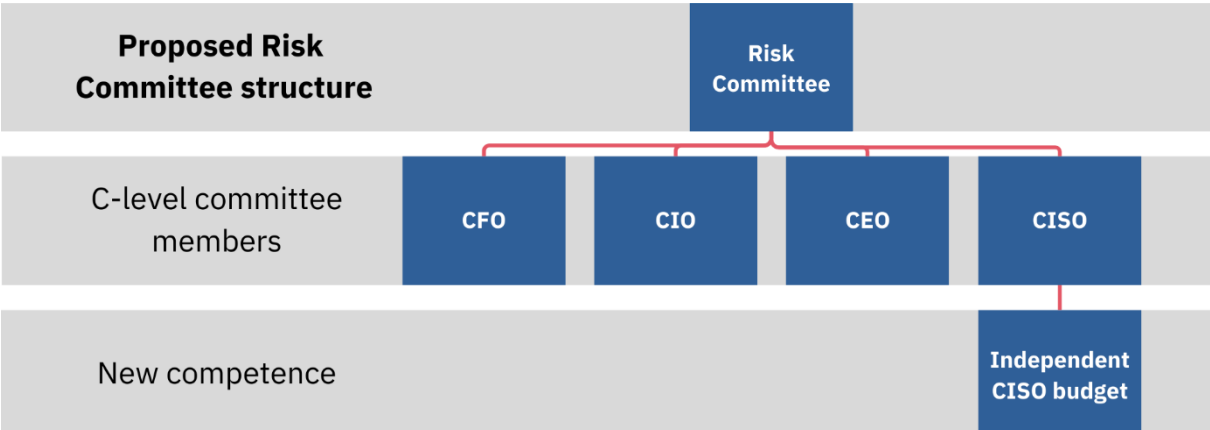 Proposed Risk
Committee structure
Risk
Committee
C-level committee
members
CFO
CIO
CEO
CISO
New competence
Independent
CISO budget